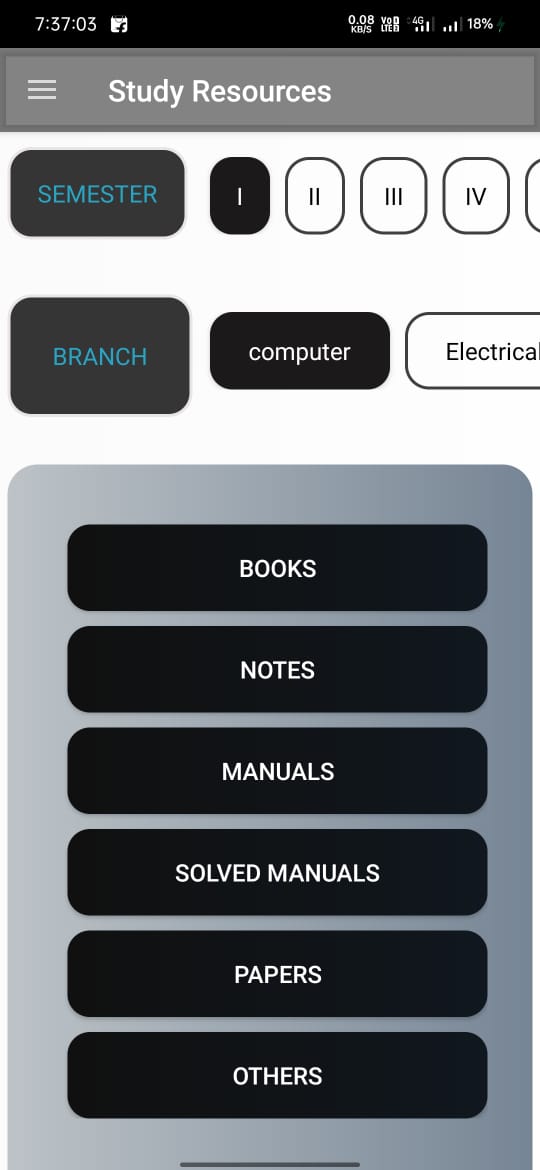 7:37:03 0.08 KB/S VoD LTE 4G 18%
Study Resources
SEMESTER I II III IV
BRANCH computer Electrical
BOOKS
NOTES
MANUALS
SOLVED MANUALS
PAPERS
OTHERS